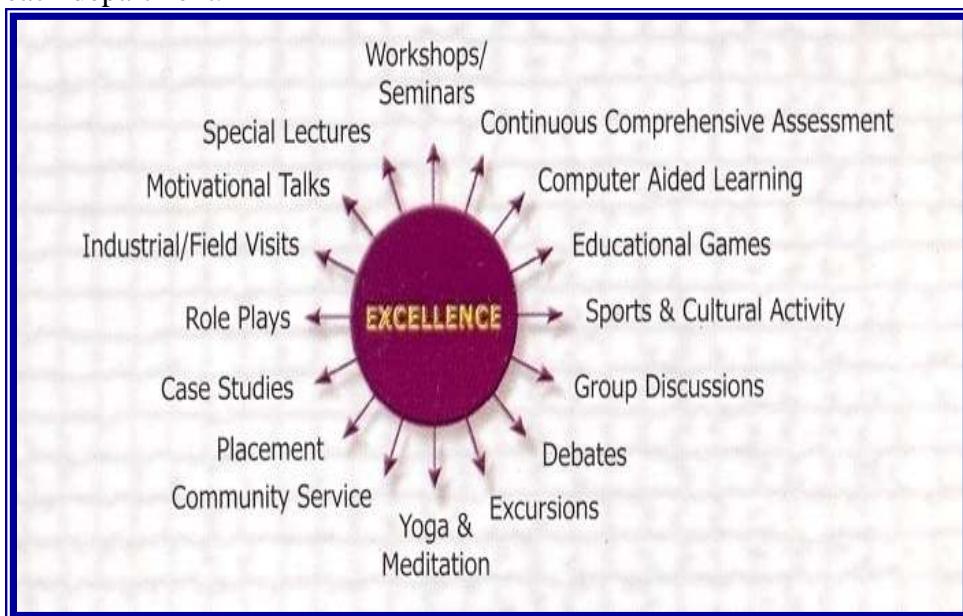 Workshops/
Seminars
Special Lectures
Continuous Comprehensive Assessment
Motivational Talks
Computer Aided Learning
Industrial/Field Visits
Educational Games
Role Plays
EXCELLENCE
Sports & Cultural Activity
Case Studies
Group Discussions
Placement
Debates
Community Service
Excursions
Yoga &
Meditation